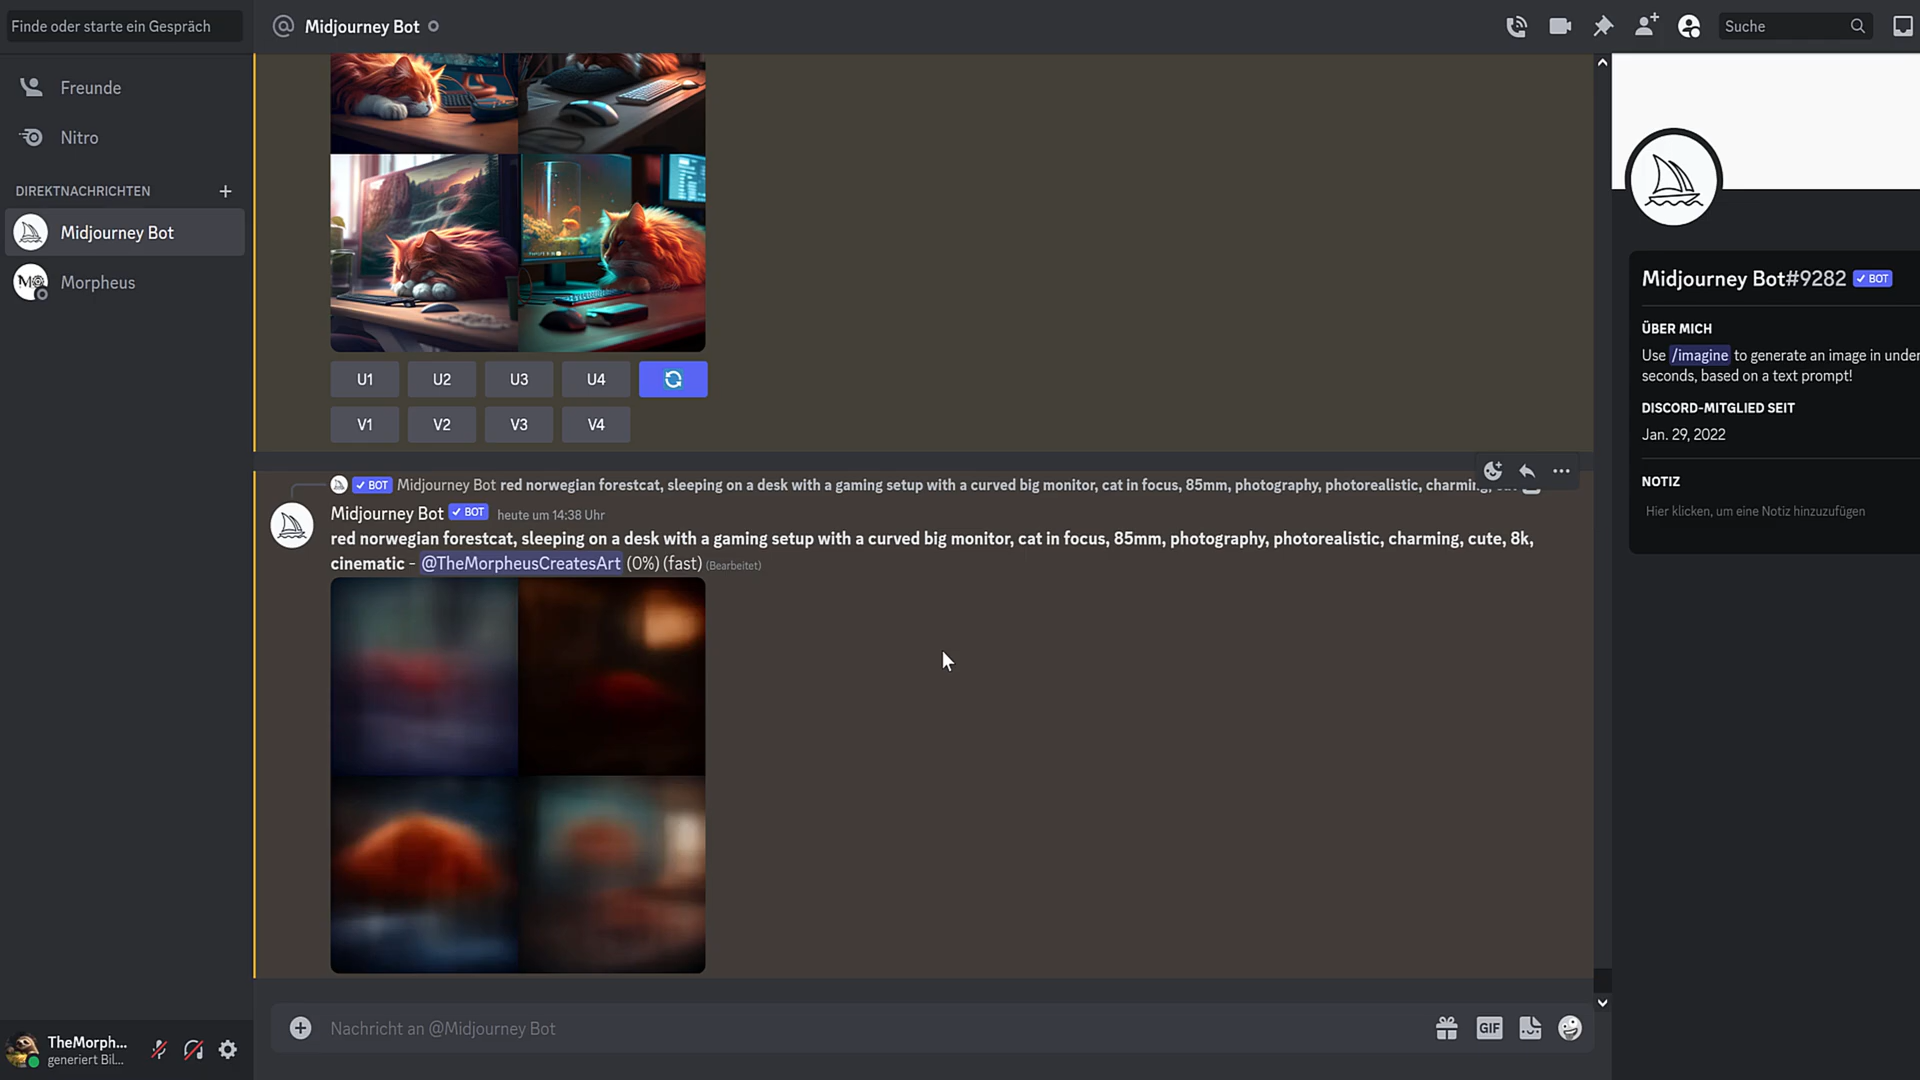 Finde oder starte ein Gespräch
Midjourney Bot
Suche
Freunde
Nitro
DIREKTNACHRICHTEN
Midjourney Bot
Morpheus
U1 U2 U3 U4
V1 V2 V3 V4
BOT Midjourney Bot red norwegian forestcat, sleeping on a desk with a gaming setup with a curved big monitor, cat in focus, 85mm, photography, photorealistic, charming,
Midjourney Bot BOT heute um 14:38 Uhr
red norwegian forestcat, sleeping on a desk with a gaming setup with a curved big monitor, cat in focus, 85mm, photography, photorealistic, charming, cute, 8k,
cinematic - @TheMorpheusCreatesArt (0%) (fast) (Bearbeitet)
Nachricht an @Midjourney Bot
GIF
TheMorph...
generiert Bil...
Midjourney Bot#9282 BOT
ÜBER MICH
Use /imagine to generate an image in under
seconds, based on a text prompt!
DISCORD-MITGLIED SEIT
Jan. 29, 2022
NOTIZ
Hier klicken, um eine Notiz hinzuzufügen